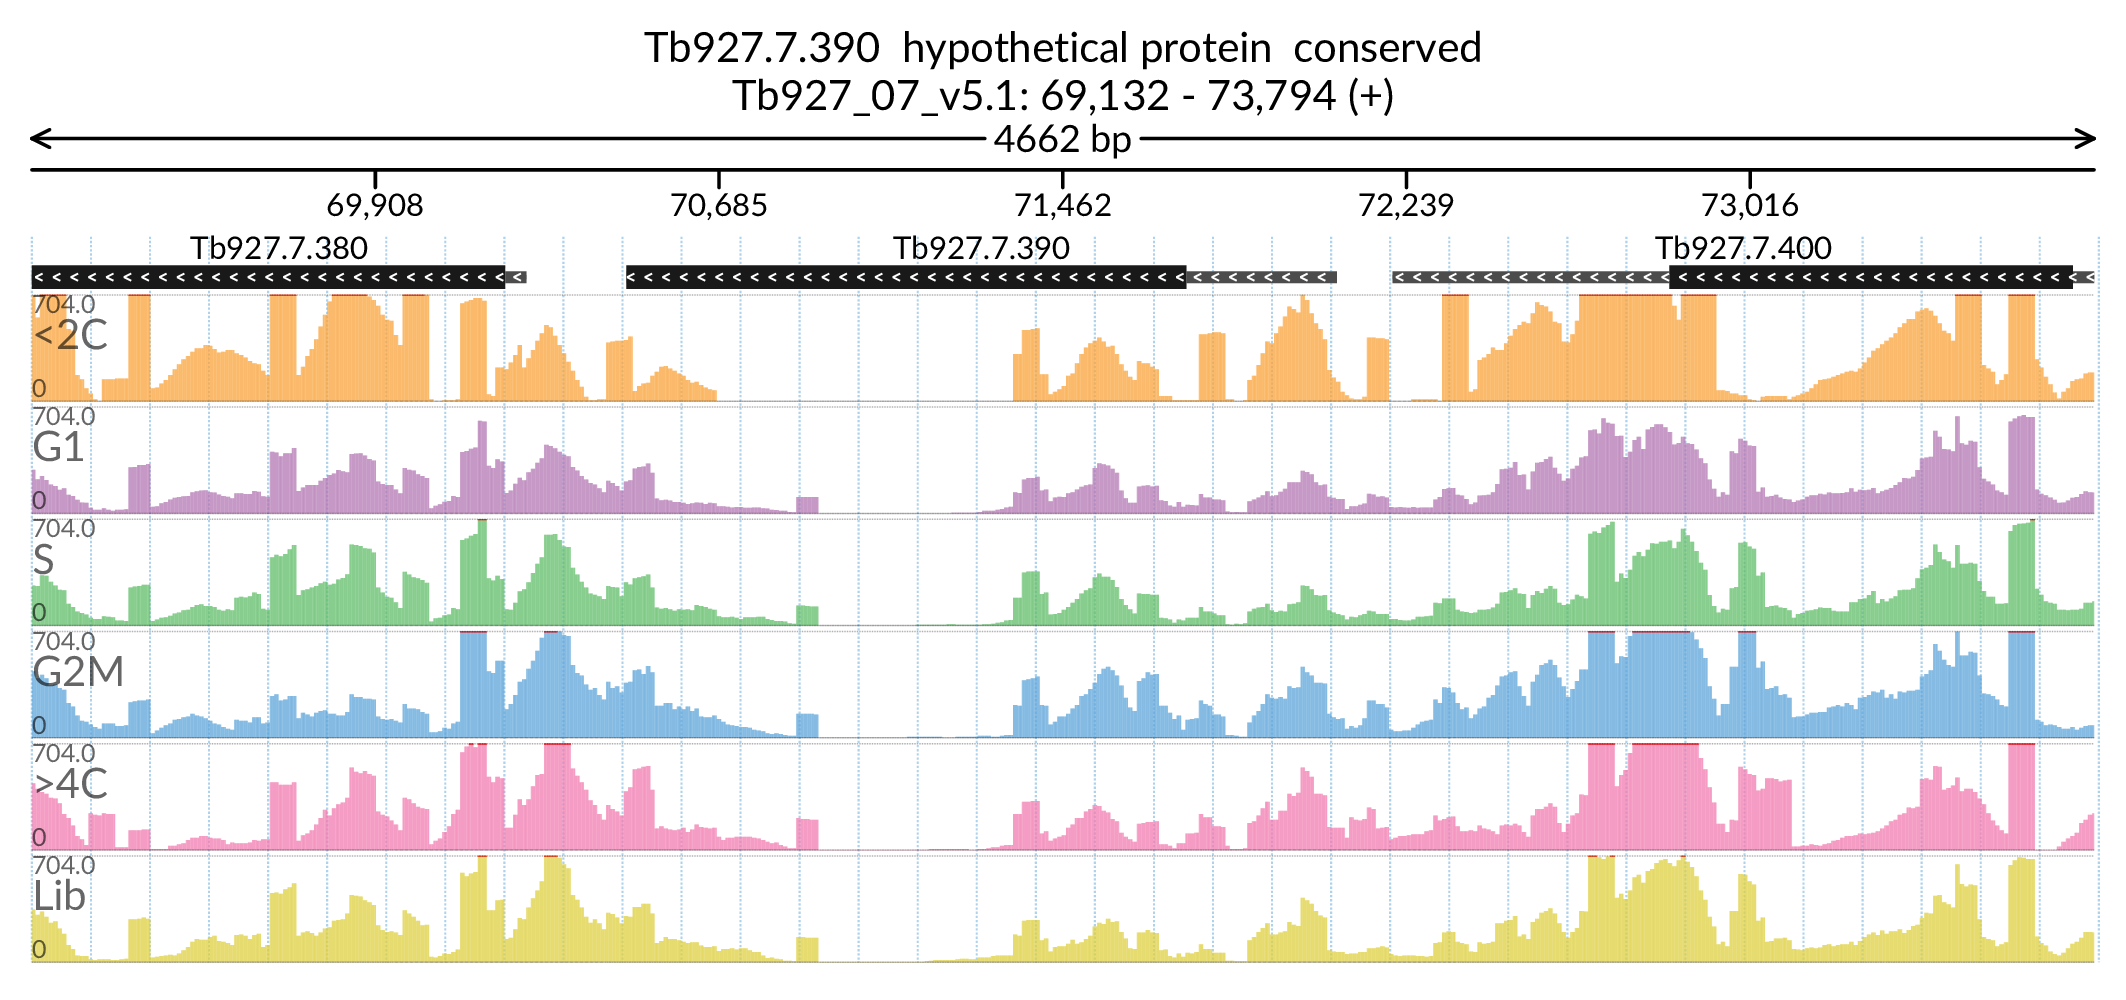 Tb927.7.390 hypothetical protein conserved
Tb927_07_v5.1: 69,132 - 73,794 (+)
4662 bp
69,908 70,685 71,462 72,239 73,016
Tb927.7.380 Tb927.7.390 Tb927.7.400
704.0
<2C
0
704.0
G1
0
704.0
S
0
704.0
G2M
0
704.0
>4C
0
704.0
Lib
0